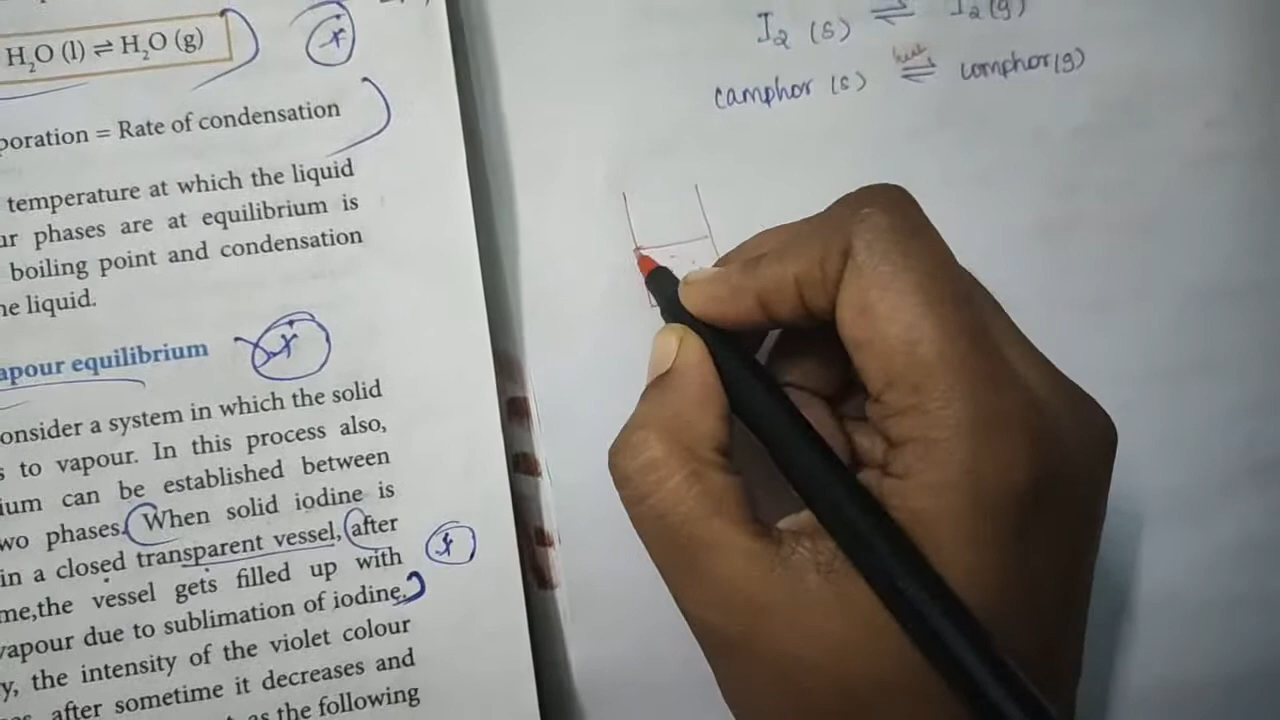 H₂O (l) ⇌ H₂O (g)
poration = Rate of condensation
temperature at which the liquid
ur phases are at equilibrium is
boiling point and condensation
he liquid.
apour equilibrium
onsider a system in which the solid
s to vapour. In this process also,
ium can be established between
wo phases. When solid iodine is
in a closed transparent vessel, after
me,the vessel gets filled up with
vapour due to sublimation of iodine.
y, the intensity of the violet colour
after sometime it decreases and
as the following
I₂ (s) ⇌ I₂(g)
camphor (s) ⇌ comphor(g)